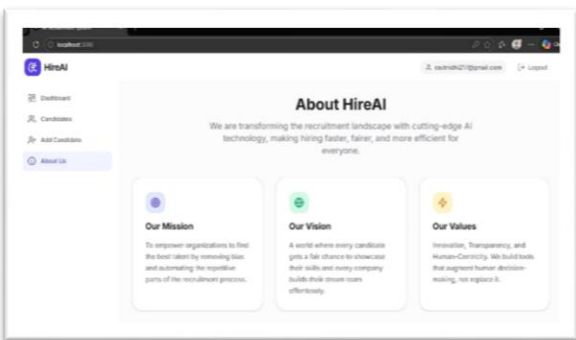 localhost
HireAI
Logout
Dashboard
Candidates
Add Candidate
About Us
About HireAI
We are transforming the recruitment landscape with cutting-edge AI
technology, making hiring faster, fairer, and more efficient for
everyone.
Our Mission
To empower organizations to find
the best talent by removing bias
and automating the repetitive
parts of the recruitment process.
Our Vision
A world where every candidate
gets a fair chance to showcase
their skills and every company
builds their dream team
effortlessly.
Our Values
Innovation, Transparency, and
Human-Centricity. We build tools
that augment human decision-
making, not replace it.